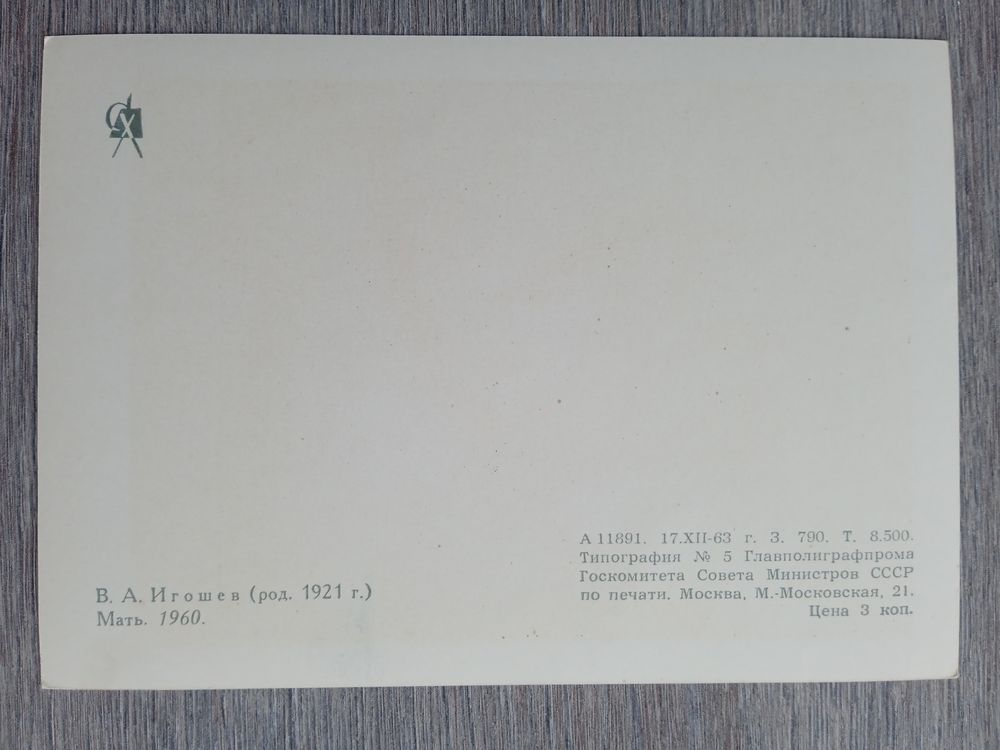 СХ
В. А. Игошев (род. 1921 г.)
Мать. 1960.
А 11891. 17.XII-63 г. З. 790. Т. 8.500.
Типография № 5 Главполиграфпрома
Госкомитета Совета Министров СССР
по печати. Москва, М.-Московская, 21.
Цена 3 коп.